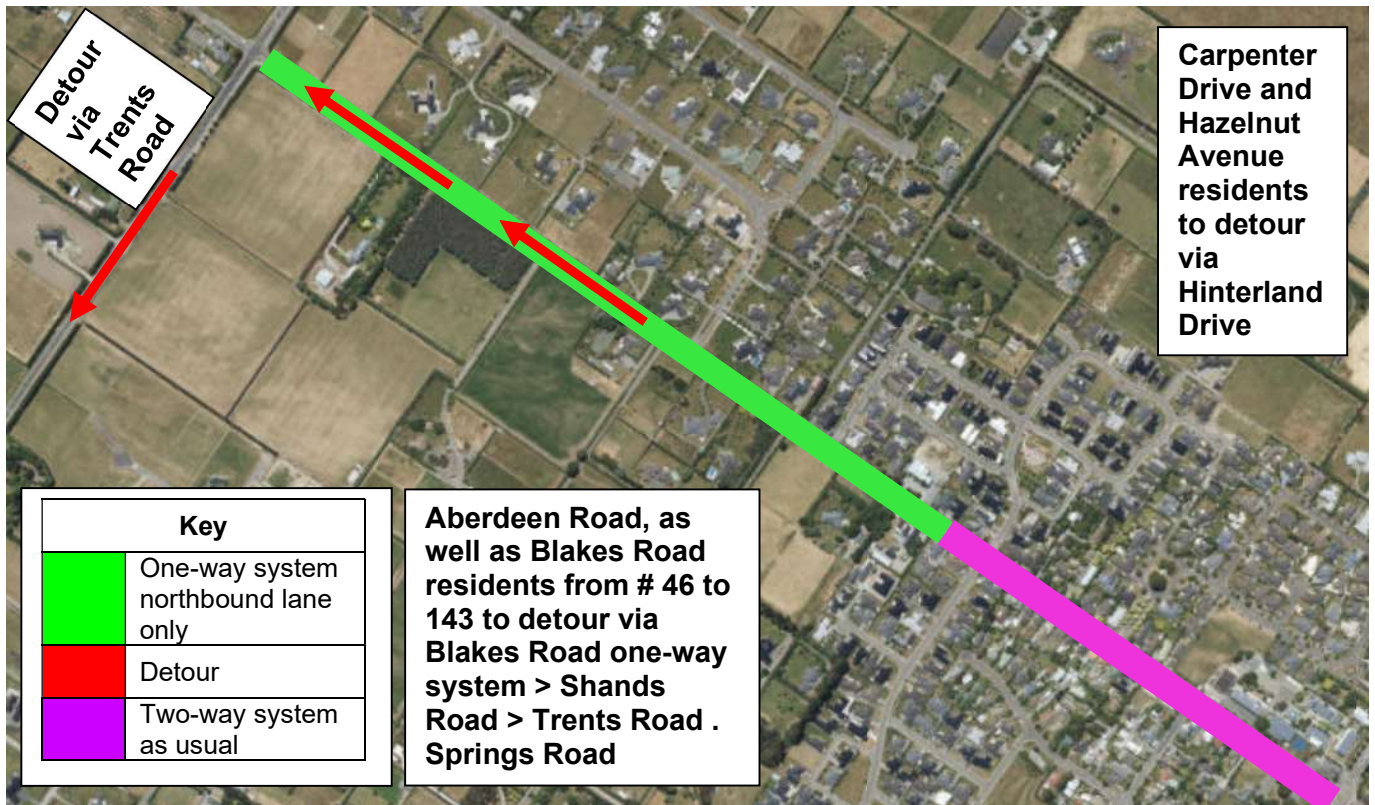 Detour
via
Trents
Road
Carpenter
Drive and
Hazelnut
Avenue
residents
to detour
via
Hinterland
Drive
Key
One-way system
northbound lane
only
Detour
Two-way system
as usual
Aberdeen Road, as
well as Blakes Road
residents from # 46 to
143 to detour via
Blakes Road one-way
system > Shands
Road > Trents Road .
Springs Road